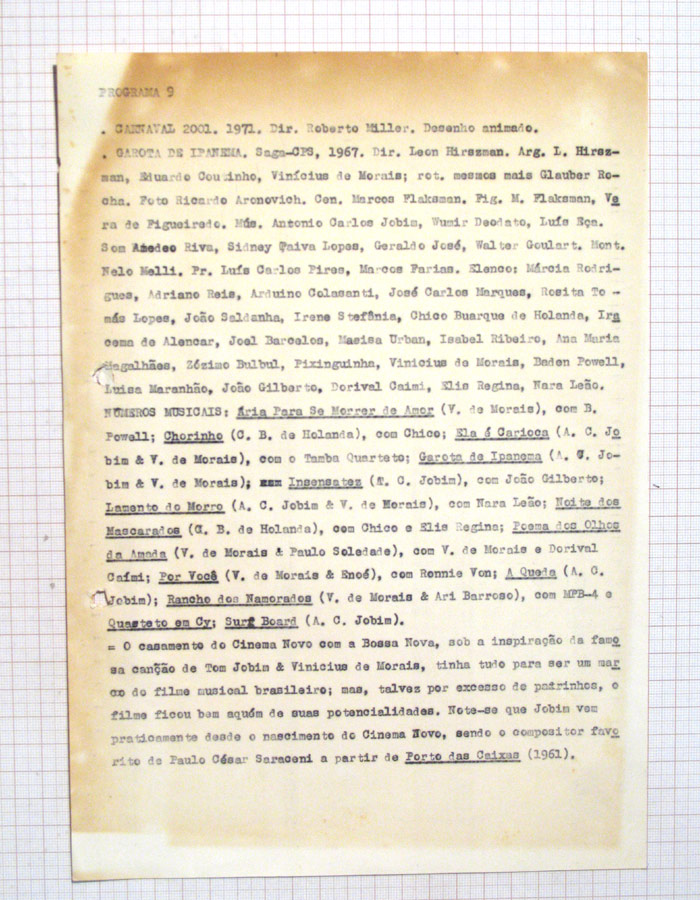 PROGRAMA 9
. CARNAVAL 2001. 1971. Dir. Roberto Miller. Desenho animado.
. GAROTA DE IPANEMA. Saga-CPS, 1967. Dir. Leon Hirszman. Arg. L. Hirsz-
man, Eduardo Coutinho, Vinícius de Morais; rot. mesmos mais Glauber Ro-
cha. Foto Ricardo Aronovich. Cen. Marcos Flaksman. Fig. M. Flaksman, Ve
ra de Figueiredo. Mús. Antonio Carlos Jobim, Wumir Deodato, Luís Eça.
Som Amedeo Riva, Sidney Paiva Lopes, Geraldo José, Walter Goulart. Mont.
Nelo Melli. Pr. Luís Carlos Pires, Marcos Farias. Elenco: Márcia Rodri-
gues, Adriano Reis, Arduino Colasanti, José Carlos Marques, Rosita To -
más Lopes, João Saldanha, Irene Stefânia, Chico Buarque de Holanda, Ira
cema de Alencar, Joel Barcelos, Masisa Urban, Isabel Ribeiro, Ana Maria
Magalhães, Zózimo Bulbul, Pixinguinha, Vinicius de Morais, Baden Powell,
Luisa Maranhão, João Gilberto, Dorival Caimi, Elis Regina, Nara Leão.
NÚMEROS MUSICAIS: Ária Para Se Morrer de Amor (V. de Morais), com B.
Powell; Chorinho (C. B. de Holanda), com Chico; Ela é Carioca (A. C. Jo
bim & V. de Morais), com o Tamba Quarteto; Garota de Ipanema (A. C. Jo-
bim & V. de Morais); Insensatez (A. C. Jobim), com João Gilberto;
Lamento do Morro (A. C. Jobim & V. de Morais), com Nara Leão; Noite dos
Mascarados (C. B. de Holanda), com Chico e Elis Regina; Poema dos Olhos
da Amada (V. de Morais & Paulo Soledade), com V. de Morais e Dorival
Caími; Por Você (V. de Morais & Enoé), com Ronnie Von; A Queda (A. C.
Jobim); Rancho dos Namorados (V. de Morais & Ari Barroso), com MPB-4 e
Quasteto em Cy; Surf Board (A. C. Jobim).
= O casamento do Cinema Novo com a Bossa Nova, sob a inspiração da famo
sa canção de Tom Jobim & Vinicius de Morais, tinha tudo para ser um mar
co do filme musical brasileiro; mas, talvez por excesso de padrinhos, o
filme ficou bem aquém de suas potencialidades. Note-se que Jobim vem
praticamente desde o nascimento do Cinema Novo, sendo o compositor favo
rito de Paulo César Saraceni a partir de Porto das Caixas (1961).